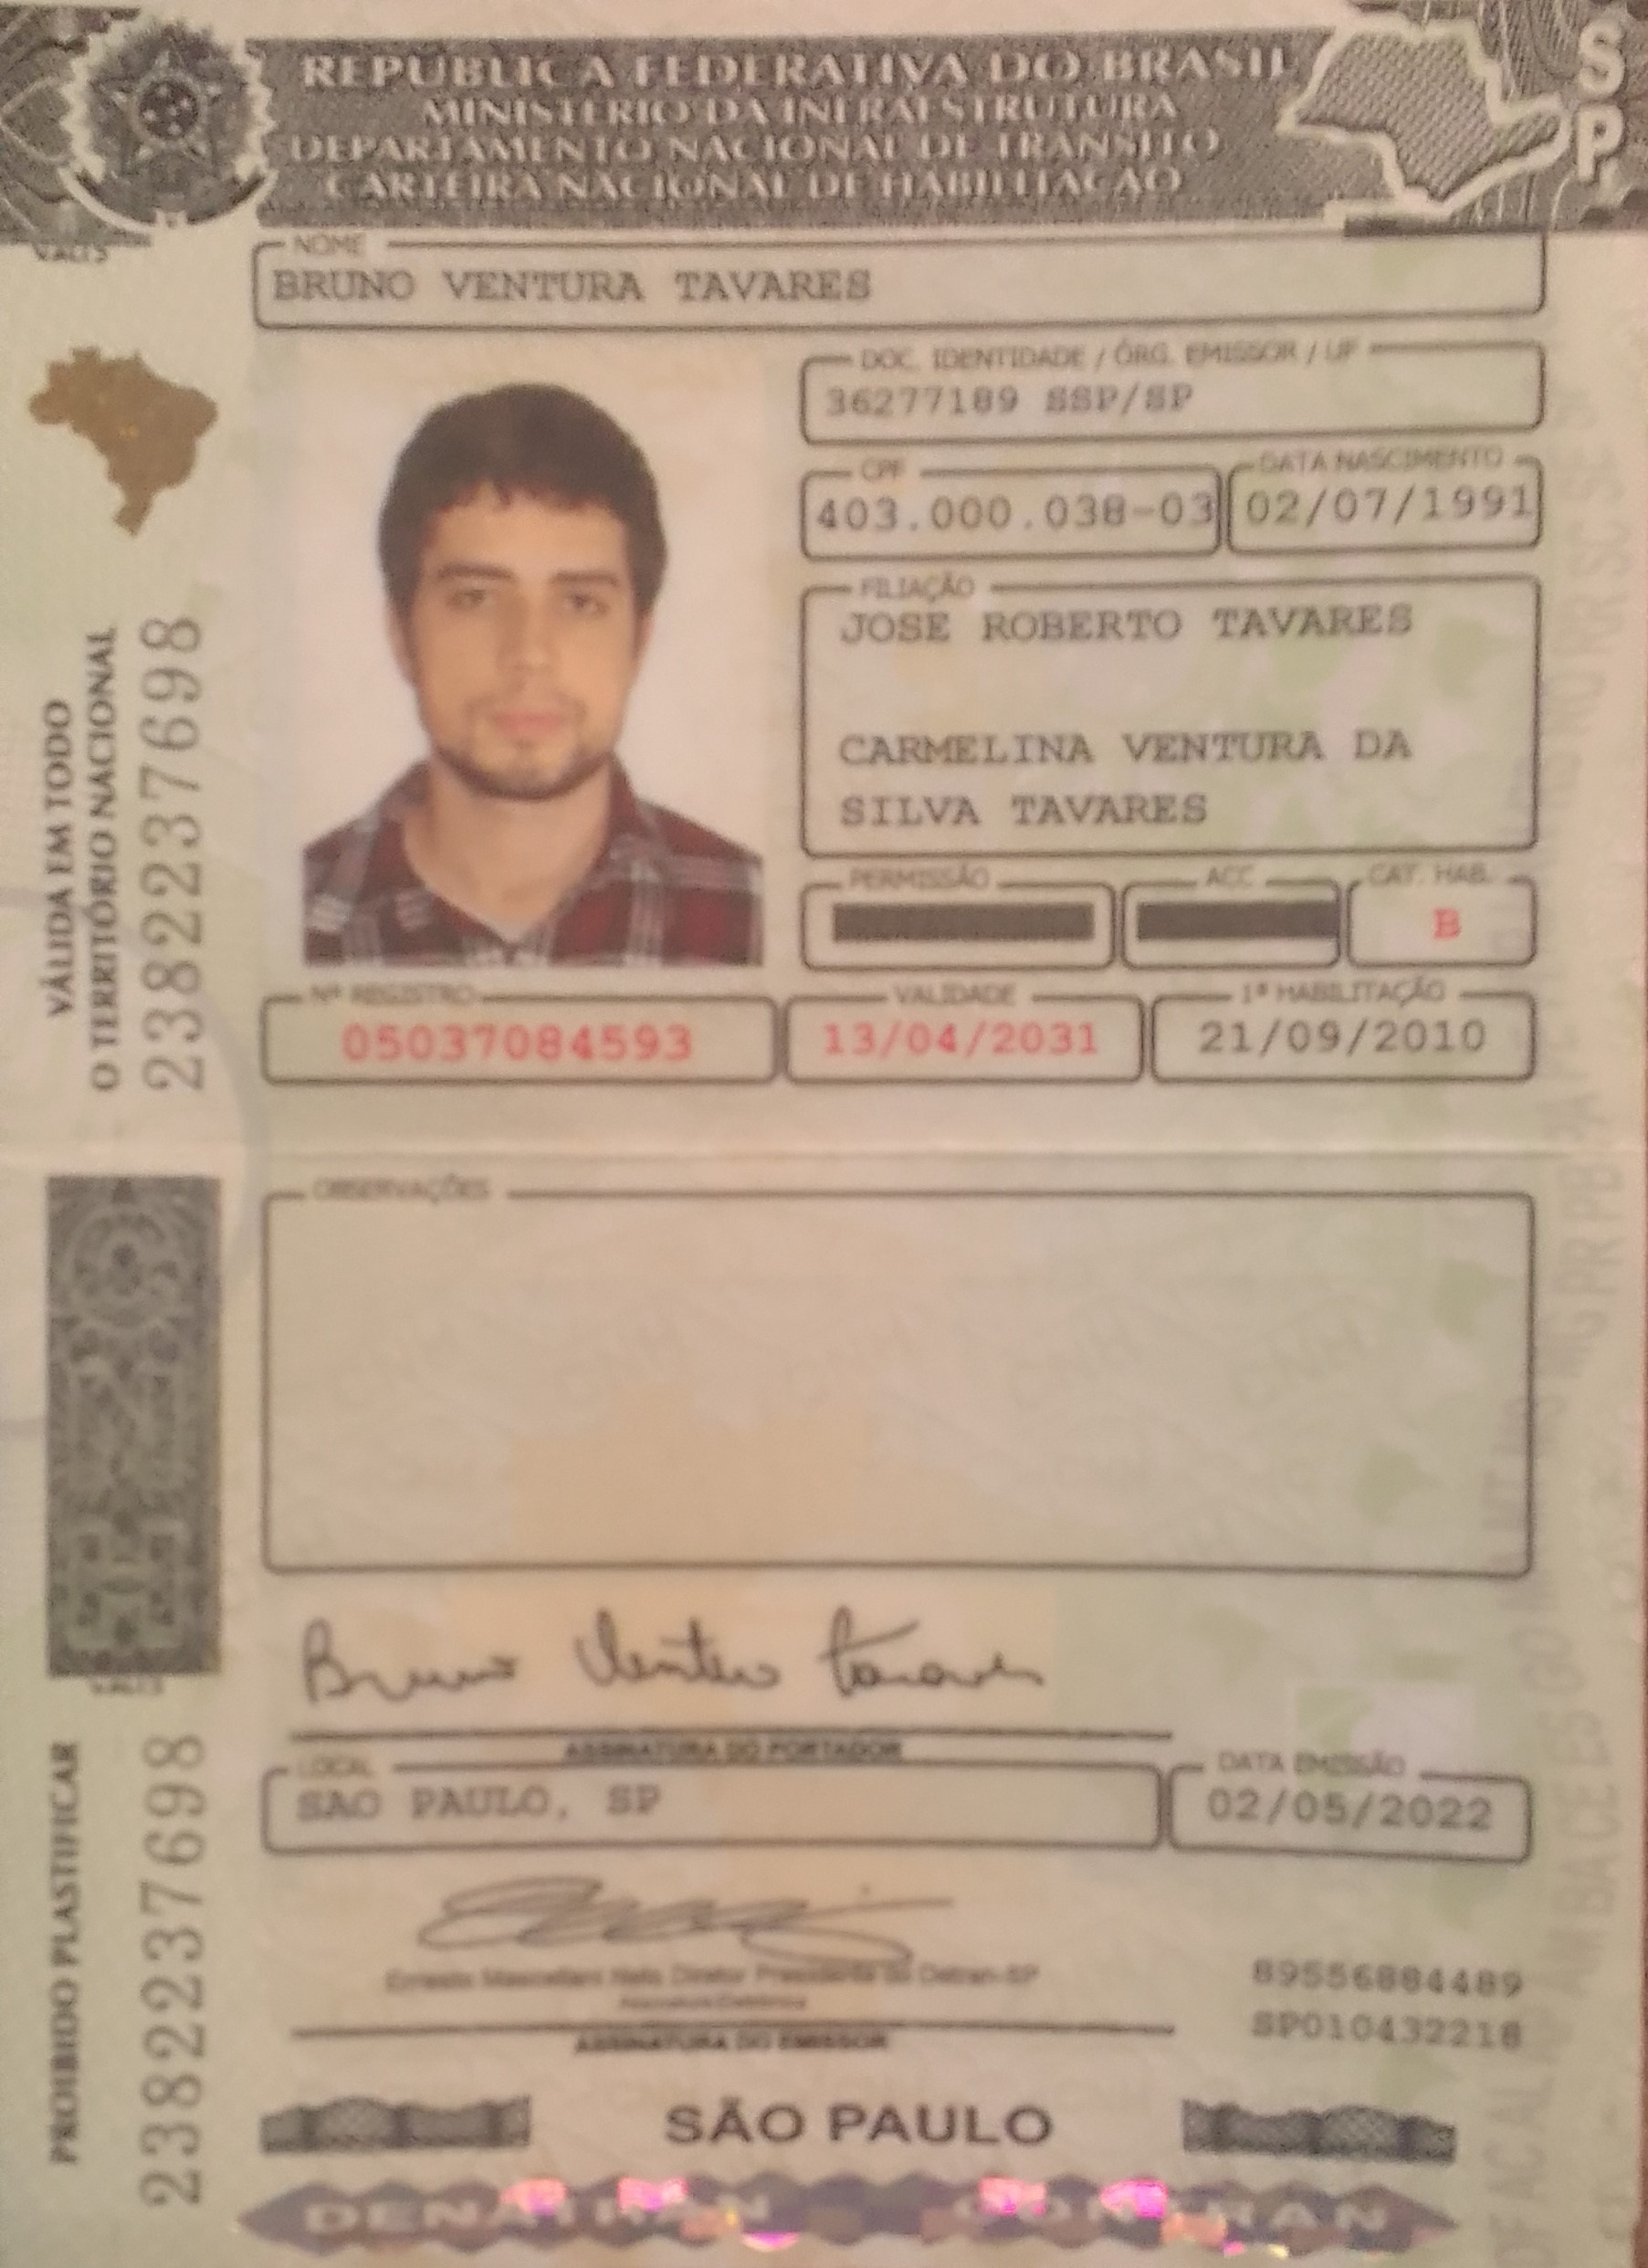 REPÚBLICA FEDERATIVA DO BRASIL
MINISTÉRIO DA INFRAESTRUTURA
DEPARTAMENTO NACIONAL DE TRÂNSITO
CARTEIRA NACIONAL DE HABILITAÇÃO
SP
NOME
BRUNO VENTURA TAVARES
DOC. IDENTIDADE / ÓRG. EMISSOR / UF
36277189 SSP/SP
CPF
403.000.038-03
DATA NASCIMENTO
02/07/1991
FILIAÇÃO
JOSE ROBERTO TAVARES
CARMELINA VENTURA DA
SILVA TAVARES
PERMISSÃO
ACC
CAT. HAB.
B
Nº REGISTRO
05037084593
VALIDADE
13/04/2031
1ª HABILITAÇÃO
21/09/2010
VÁLIDA EM TODO
O TERRITÓRIO NACIONAL
2382237698
OBSERVAÇÕES
Bruno Ventura Tavares
ASSINATURA DO PORTADOR
LOCAL
SAO PAULO, SP
DATA EMISSÃO
02/05/2022
Ernesto Mascellani Neto Diretor Presidente do Detran-SP
ASSINATURA DO EMISSOR
89556884489
SP010432218
PROIBIDO PLASTIFICAR
2382237698
SÃO PAULO
DENATRAN CONTRAN